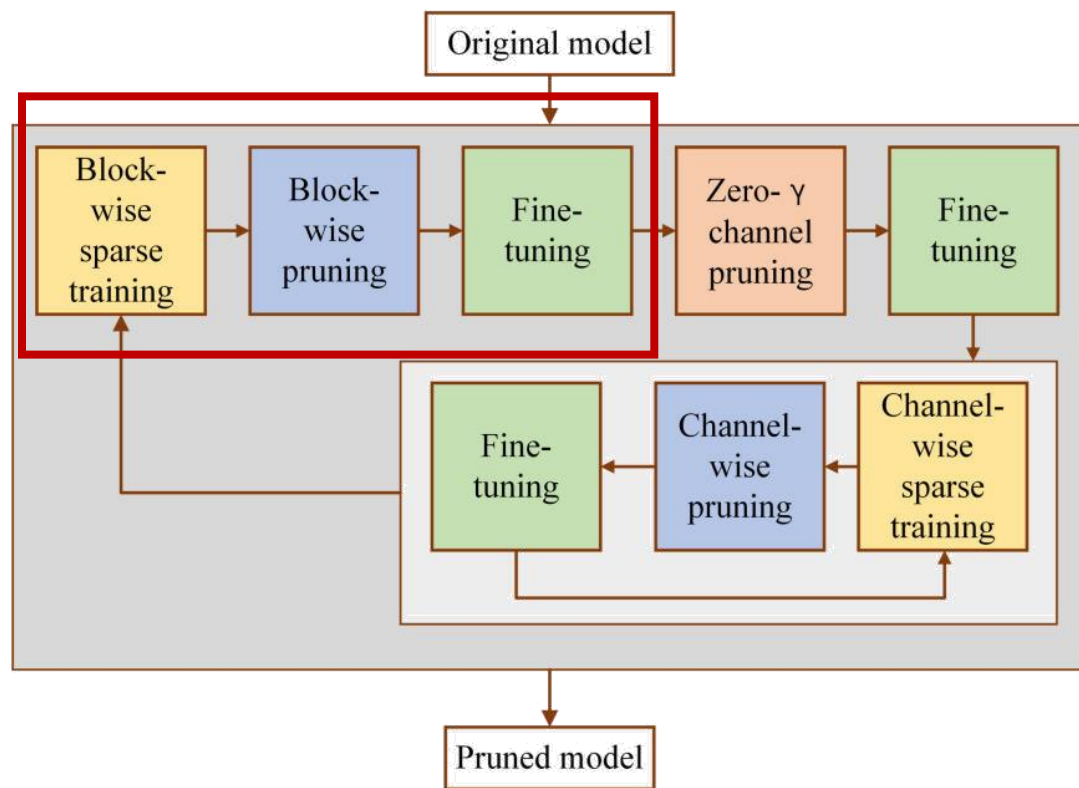 Original model
Block-
wise
sparse
training
Block-
wise
pruning
Fine-
tuning
Zero- γ
channel
pruning
Fine-
tuning
Fine-
tuning
Channel-
wise
pruning
Channel-
wise
sparse
training
Pruned model